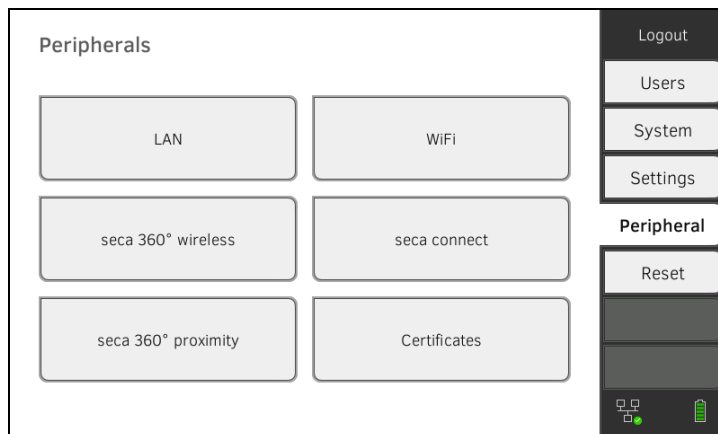 Peripherals
LAN
WiFi
seca 360° wireless
seca connect
seca 360° proximity
Certificates
Logout
Users
System
Settings
Peripheral
Reset